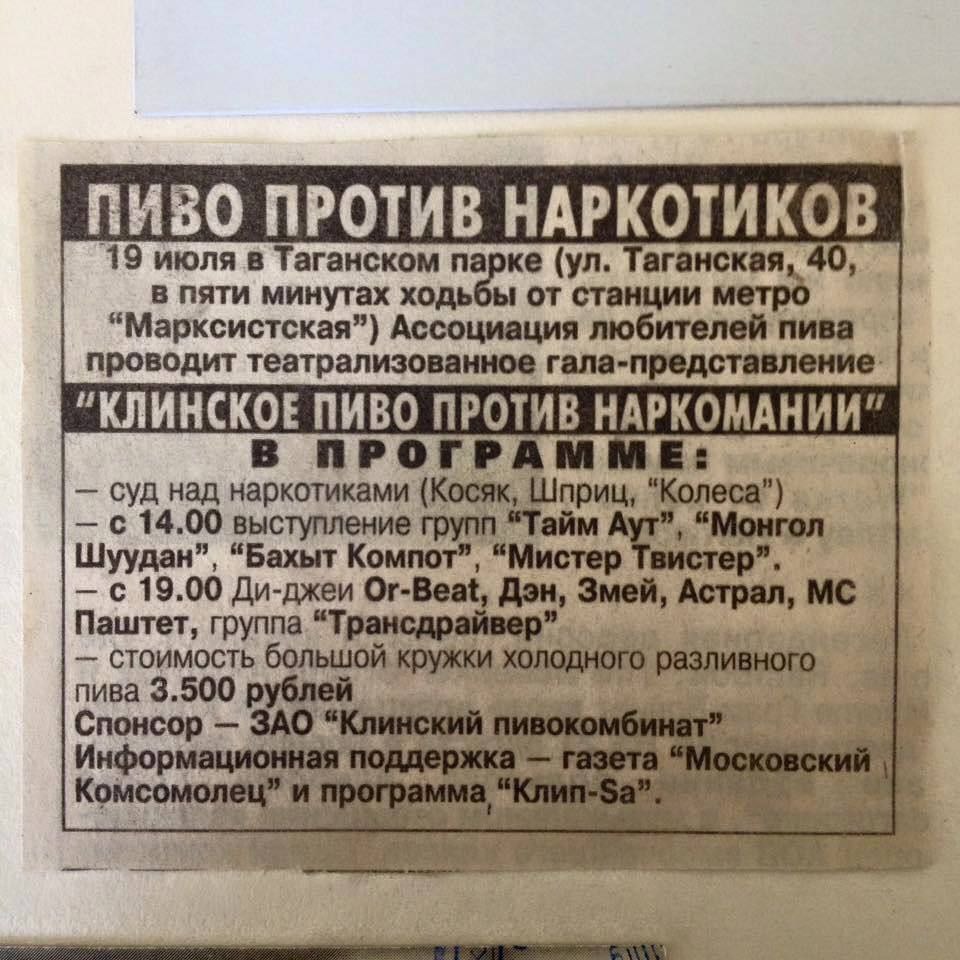 ПИВО ПРОТИВ НАРКОТИКОВ
19 июля в Таганском парке (ул. Таганская, 40,
в пяти минутах ходьбы от станции метро
“Марксистская”) Ассоциация любителей пива
проводит театрализованное гала-представление
“КЛИНСКОЕ ПИВО ПРОТИВ НАРКОМАНИИ”
В ПРОГРАММЕ:
— суд над наркотиками (Косяк, Шприц, “Колеса”)
— с 14.00 выступление групп “Тайм Аут”, “Монгол
Шуудан”, “Бахыт Компот”, “Мистер Твистер”.
— с 19.00 Ди-джеи Or-Beat, Дэн, Змей, Астрал, МС
Паштет, группа “Трансдрайвер”
— стоимость большой кружки холодного разливного
пива 3.500 рублей
Спонсор — ЗАО “Клинский пивокомбинат”
Информационная поддержка — газета “Московский
Комсомолец” и программа “Клип-Sа”.